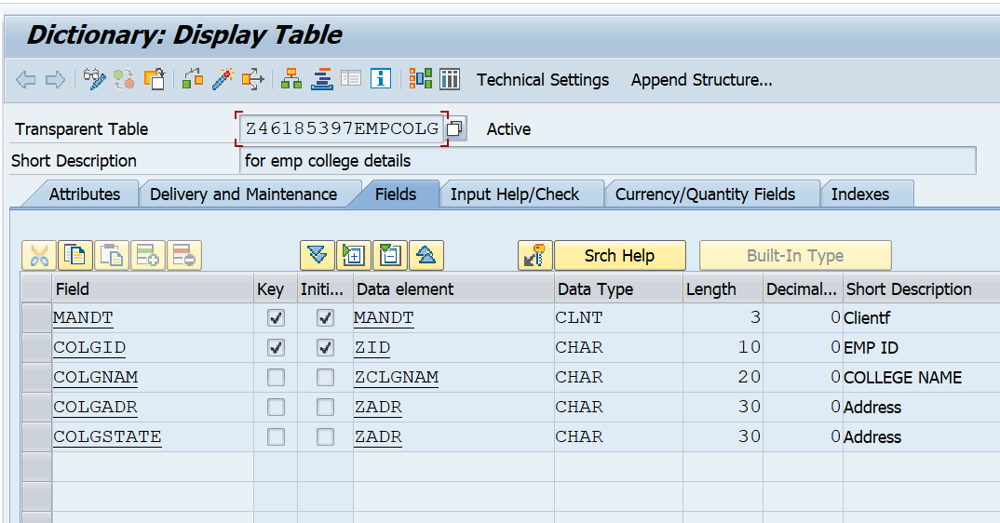 Dictionary: Display Table
Technical Settings Append Structure...
Transparent Table Z46185397EMPCOLG Active
Short Description for emp college details
Attributes Delivery and Maintenance Fields Input Help/Check Currency/Quantity Fields Indexes
Srch Help Built-In Type
Field Key Initi... Data element Data Type Length Decimal... Short Description
MANDT MANDT CLNT 3 0 Clientf
COLGID ZID CHAR 10 0 EMP ID
COLGNAM ZCLGNAM CHAR 20 0 COLLEGE NAME
COLGADR ZADR CHAR 30 0 Address
COLGSTATE ZADR CHAR 30 0 Address